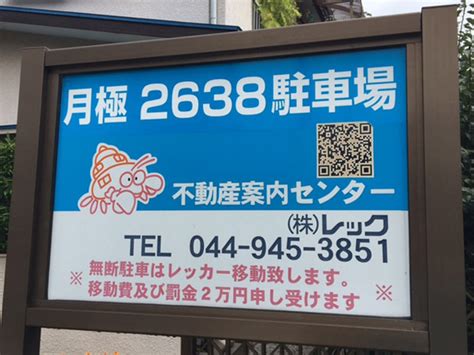 月極 2638駐車場
不動産案内センター
(株)レック
TEL 044-945-3851
※ 無断駐車はレッカー移動致します。 ※
移動費及び罰金２万円申し受けます